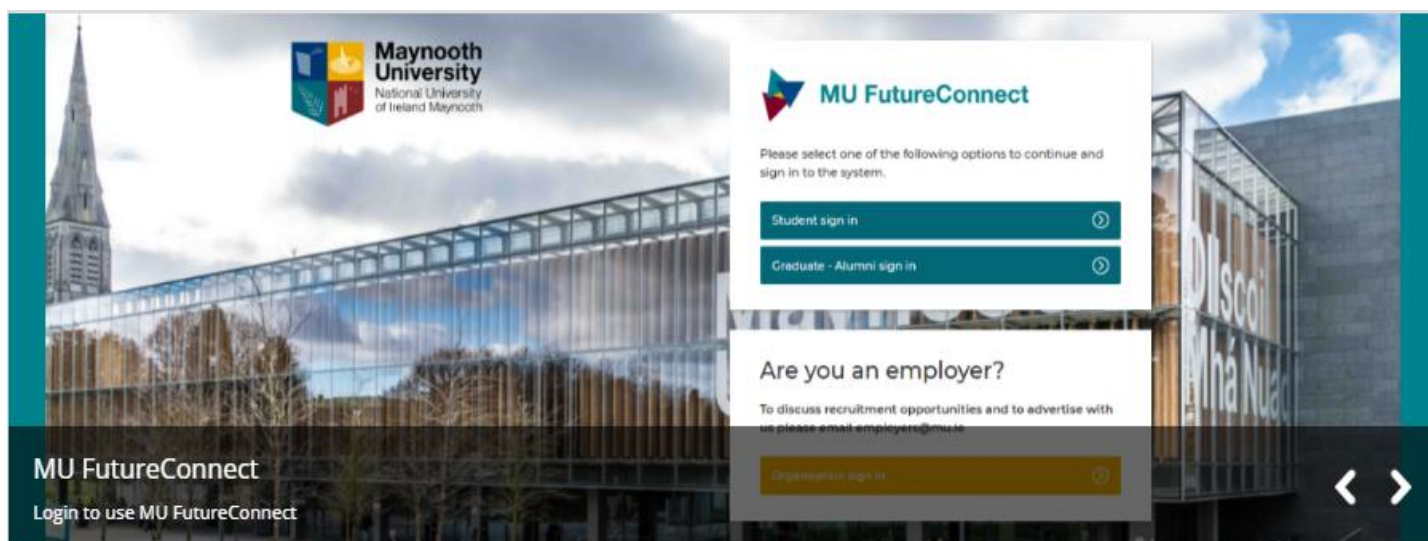 Maynooth
University
National University
of Ireland Maynooth
MU FutureConnect
Please select one of the following options to continue and
sign in to the system.
Student sign in
Graduate - Alumni sign in
Are you an employer?
To discuss recruitment opportunities and to advertise with
us please email employers@mu.ie
Organisation sign in
Ollscoil
Mhá Nuad
MU FutureConnect
Login to use MU FutureConnect